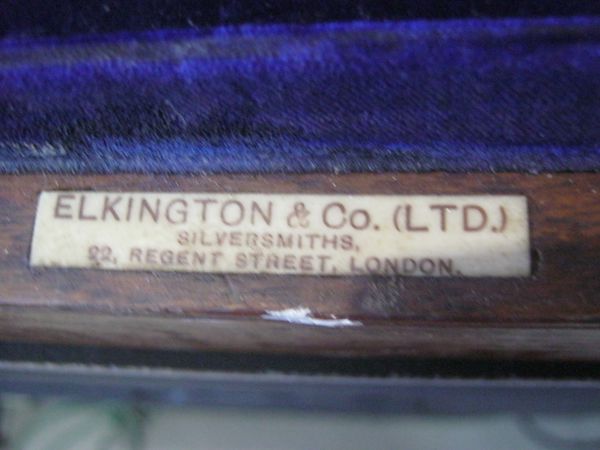 ELKINGTON & Co. (LTD.)
SILVERSMITHS,
22, REGENT STREET, LONDON.